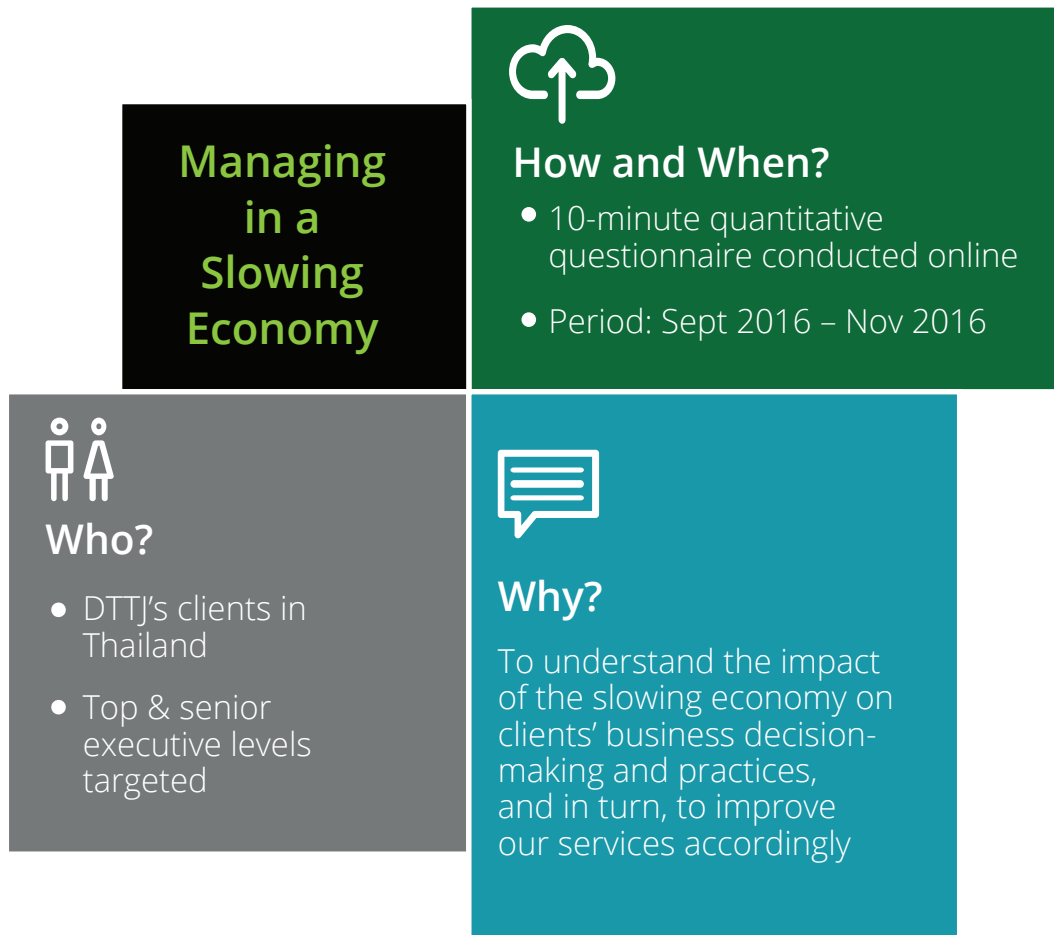 Managing
in a
Slowing
Economy
How and When?
• 10-minute quantitative
questionnaire conducted online
• Period: Sept 2016 – Nov 2016
Who?
• DTTJ’s clients in
Thailand
• Top & senior
executive levels
targeted
Why?
To understand the impact
of the slowing economy on
clients’ business decision-
making and practices,
and in turn, to improve
our services accordingly